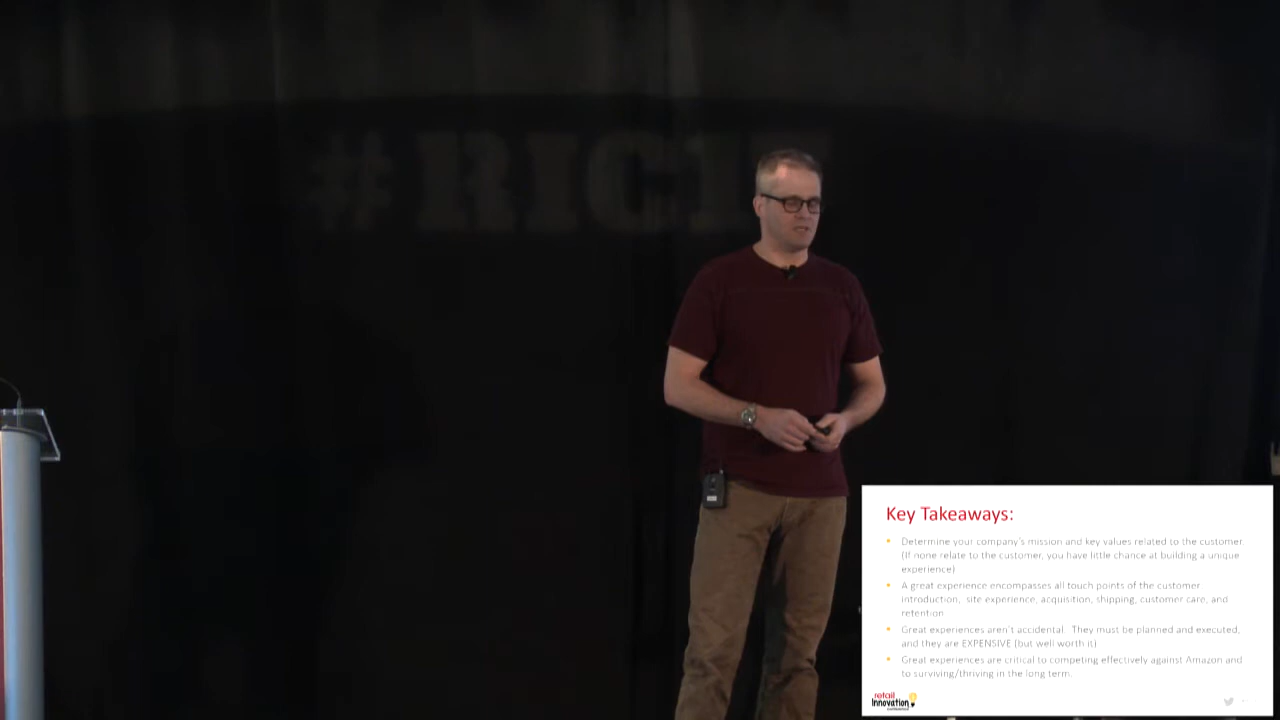 #RIC1
Key Takeaways:
Determine your company's mission and key values related to the customer.
(If none relate to the customer, you have little chance at building a unique
experience)
A great experience encompasses all touch points of the customer
introduction, site experience, acquisition, shipping, customer care, and
retention
Great experiences aren't accidental. They must be planned and executed,
and they are EXPENSIVE (but well worth it)
Great experiences are critical to competing effectively against Amazon and
to surviving/thriving in the long term.
retail
innovation